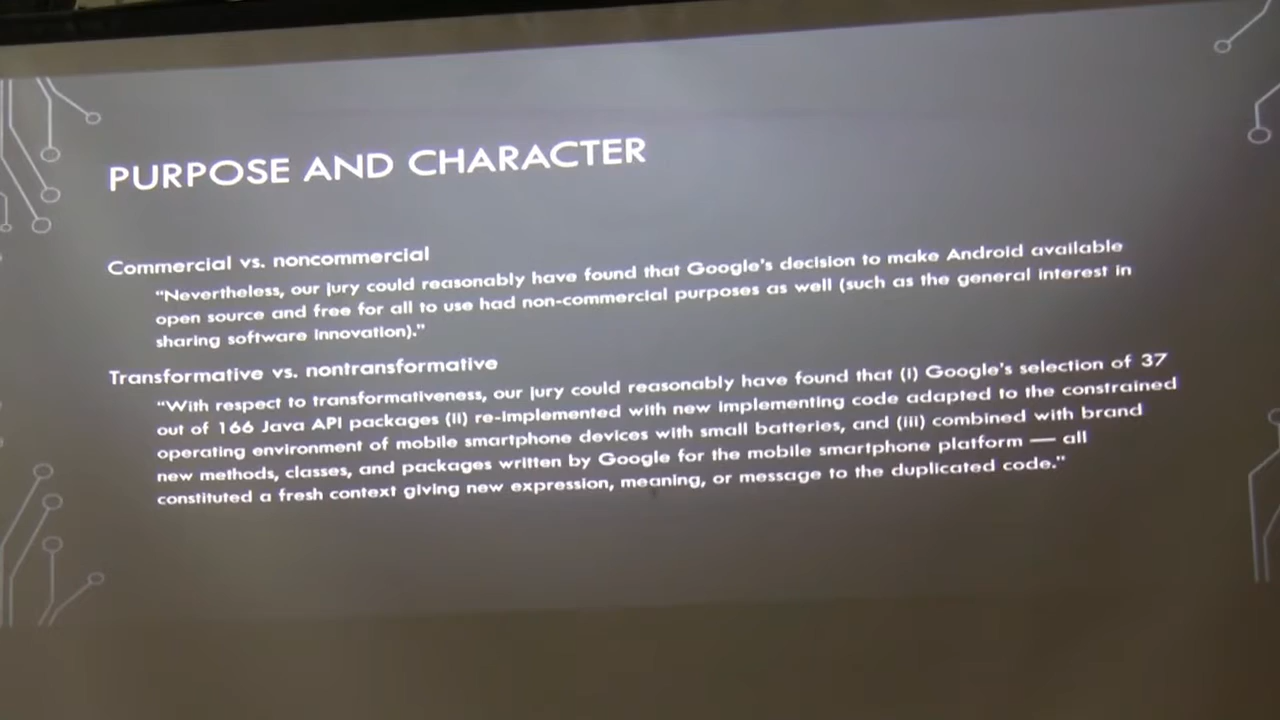 PURPOSE AND CHARACTER
Commercial vs. noncommercial
"Nevertheless, our jury could reasonably have found that Google's decision to make Android available
open source and free for all to use had non-commercial purposes as well (such as the general interest in
sharing software innovation)."
Transformative vs. nontransformative
"With respect to transformativeness, our jury could reasonably have found that (i) Google's selection of 37
out of 166 Java API packages (ii) re-implemented with new implementing code adapted to the constrained
operating environment of mobile smartphone devices with small batteries, and (iii) combined with brand
new methods, classes, and packages written by Google for the mobile smartphone platform — all
constituted a fresh context giving new expression, meaning, or message to the duplicated code."